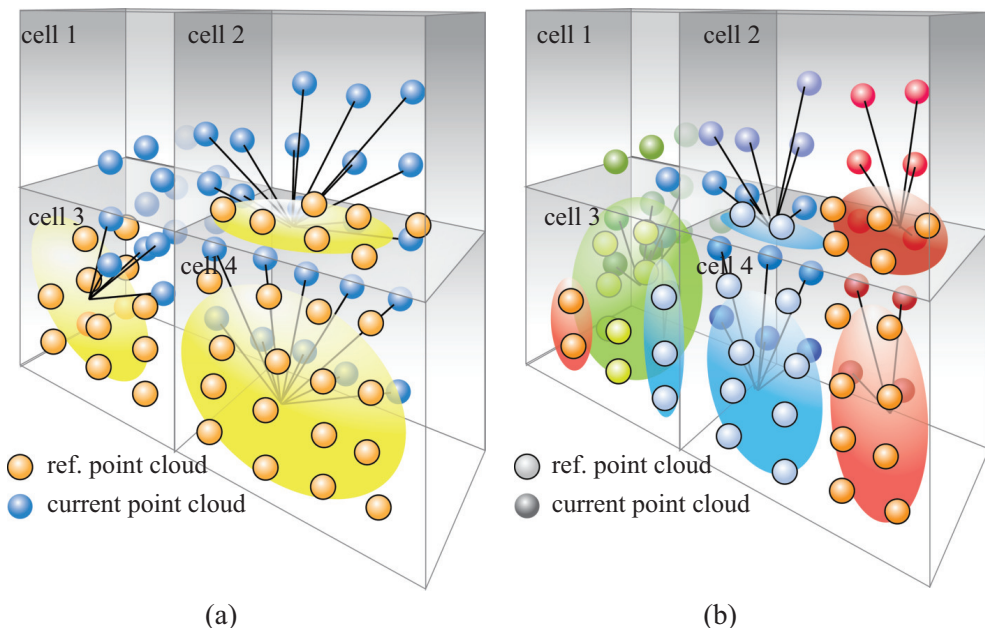 cell 1
cell 2
cell 3
cell 4
ref. point cloud
current point cloud
(a)
cell 1
cell 2
cell 3
cell 4
ref. point cloud
current point cloud
(b)